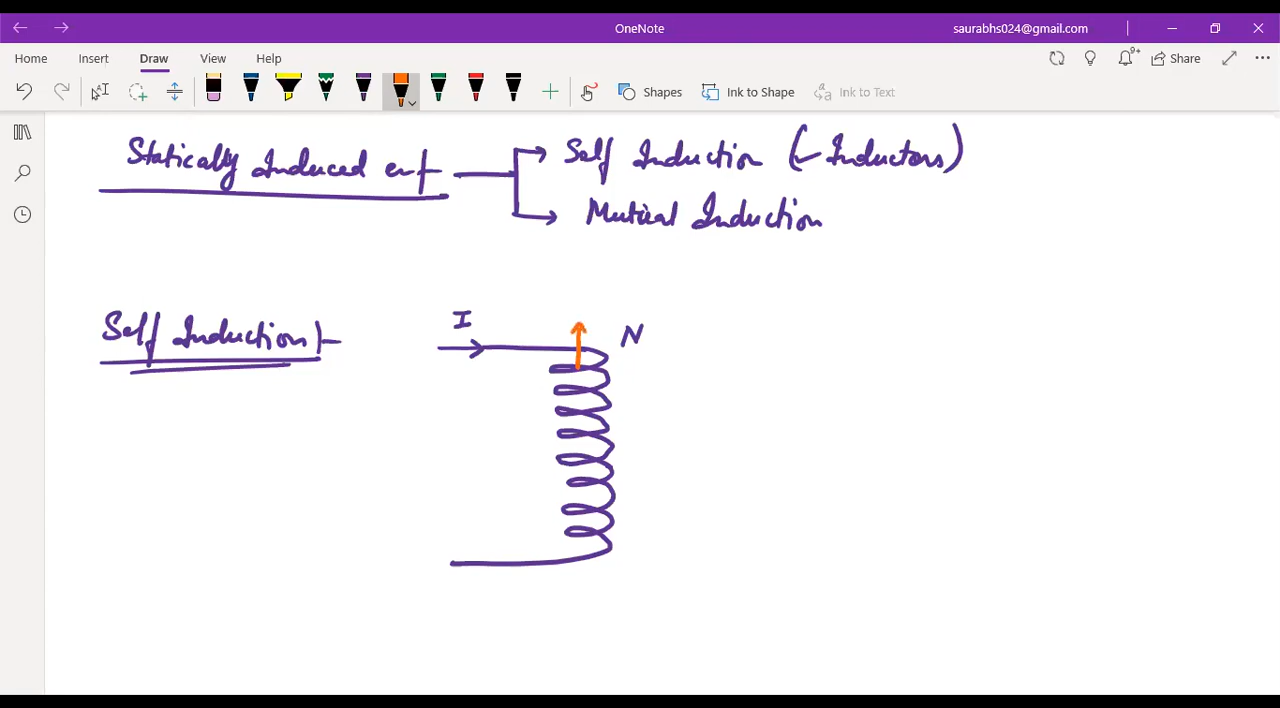 OneNote
saurabhs024@gmail.com
Home Insert Draw View Help
Share
Shapes Ink to Shape Ink to Text
Statically Induced emf → Self Induction (-Inductors)
→ Mutual Induction
Self Induction :-
I
N